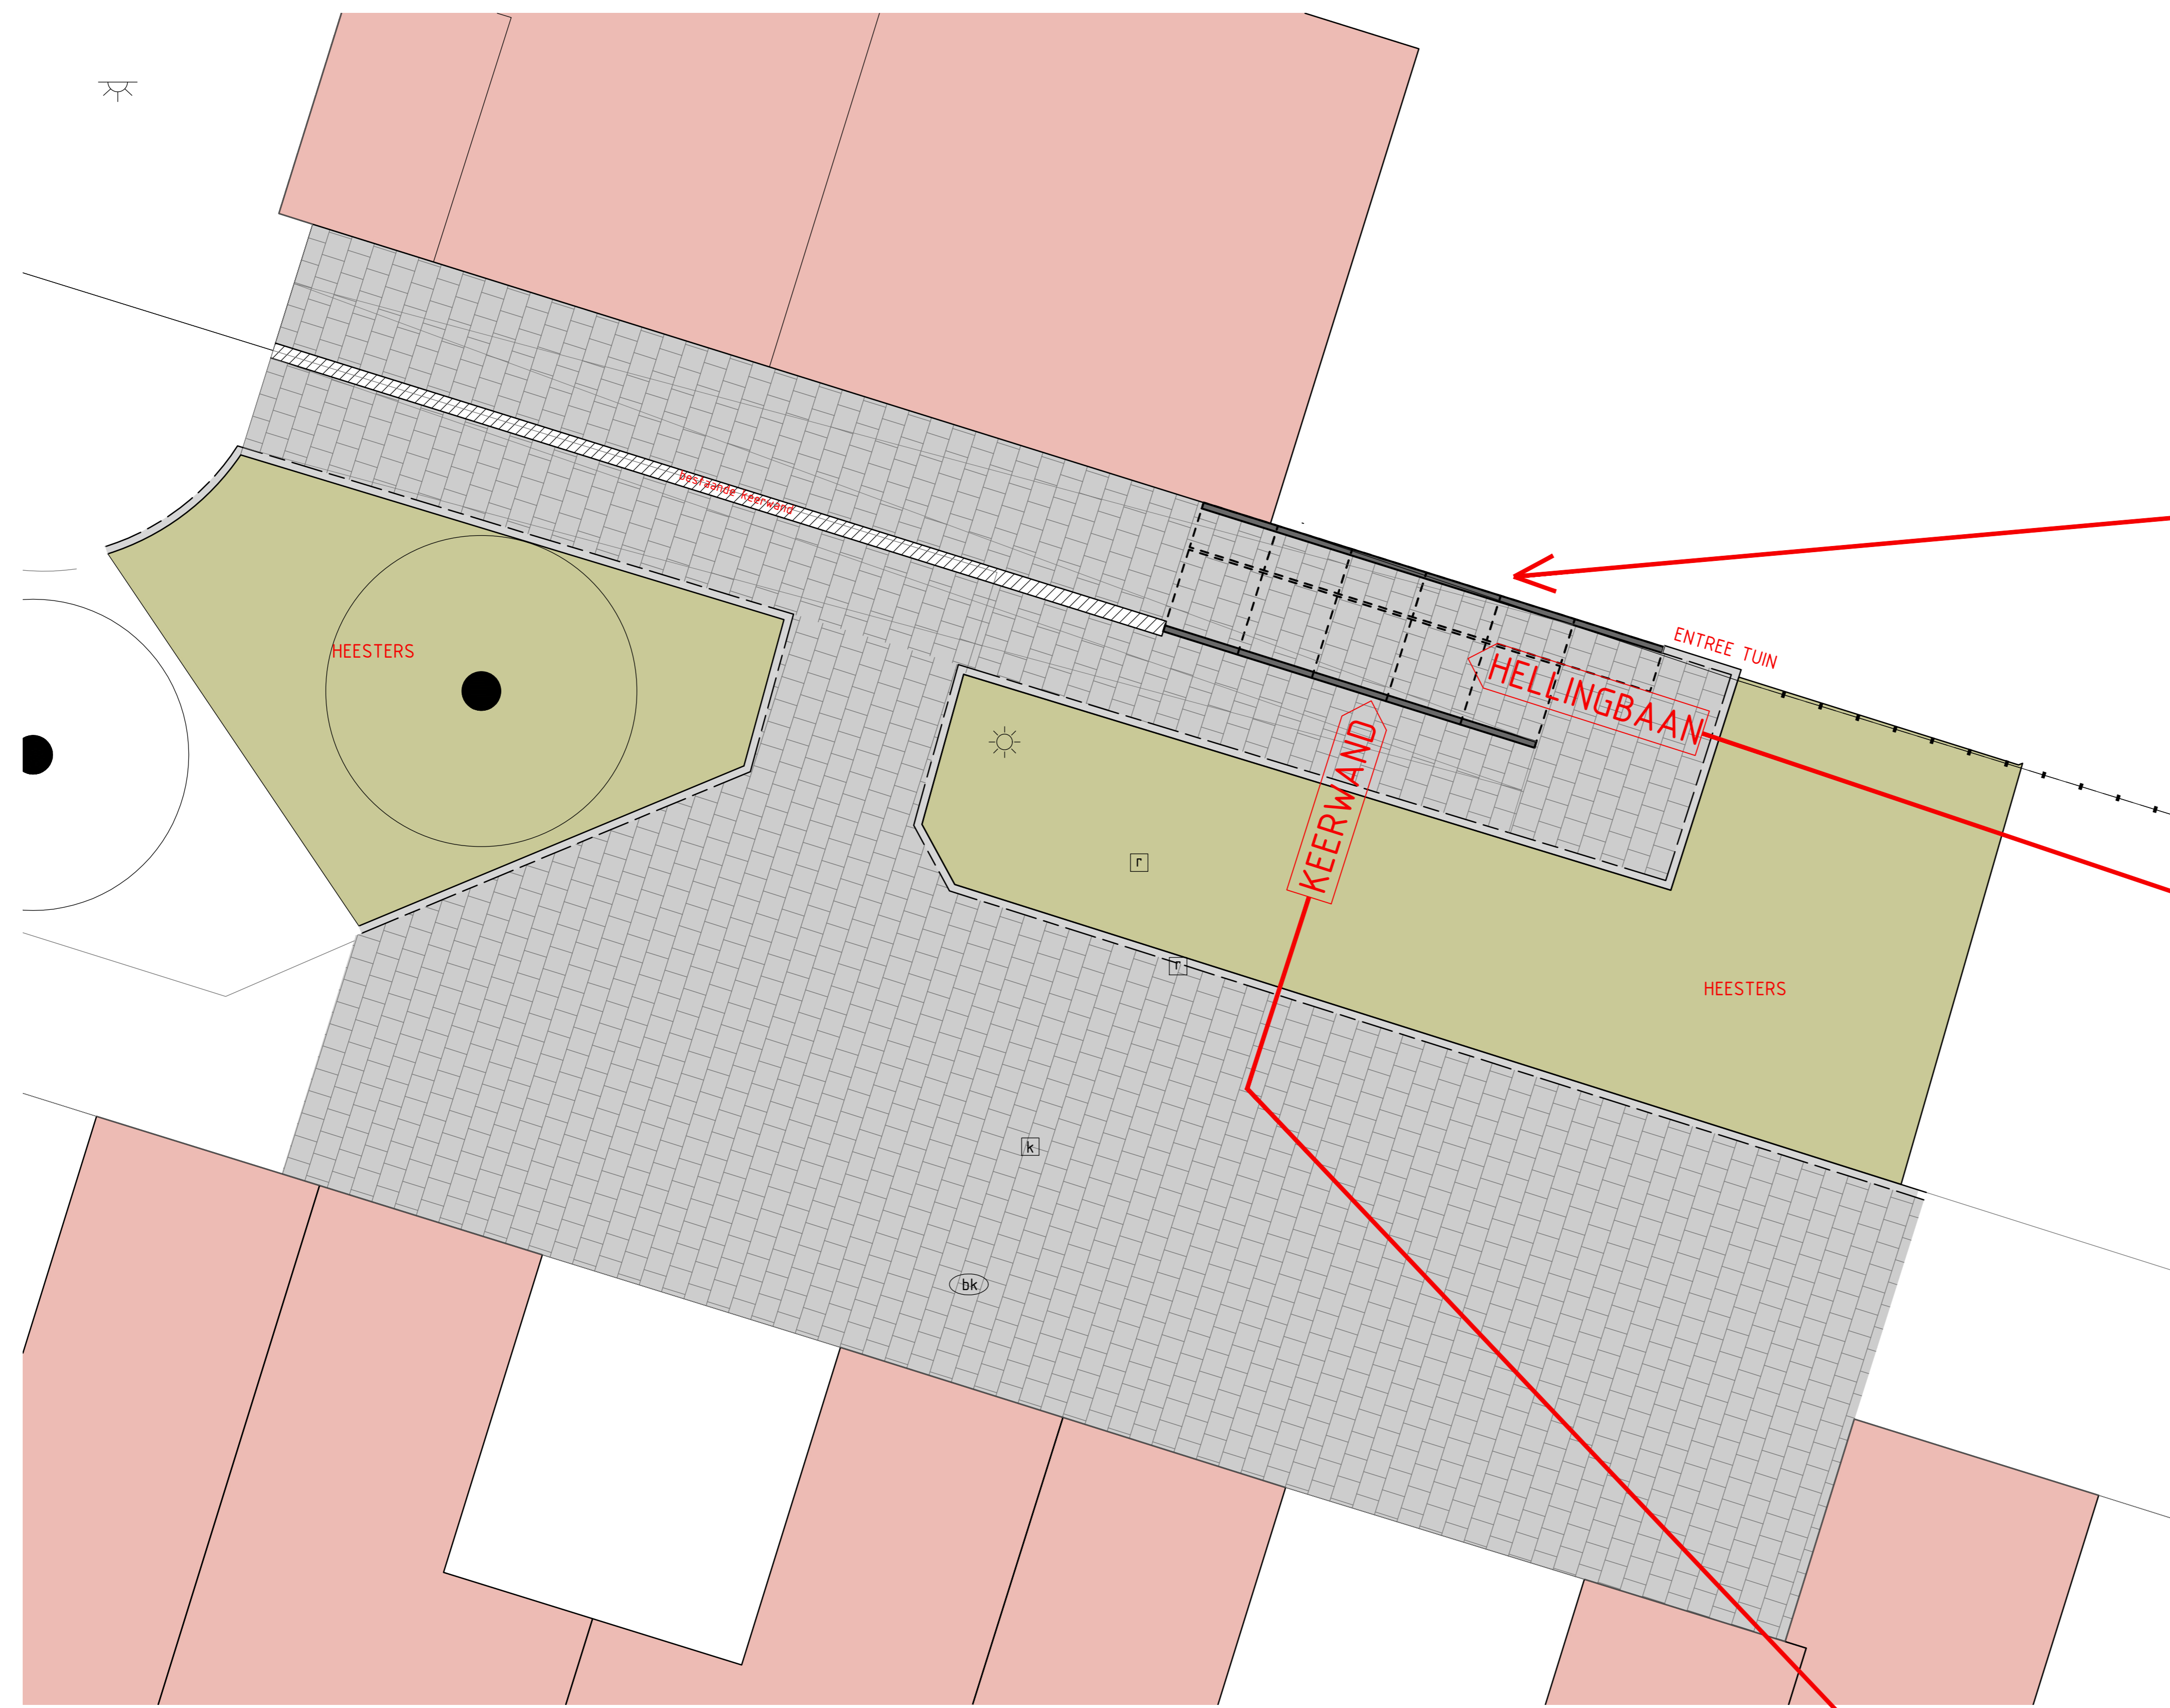 bestaande keerwand
ENTREE TUIN
HEESTERS
HELLINGBAAN
KEERWAND
r
r
HEESTERS
k
bk